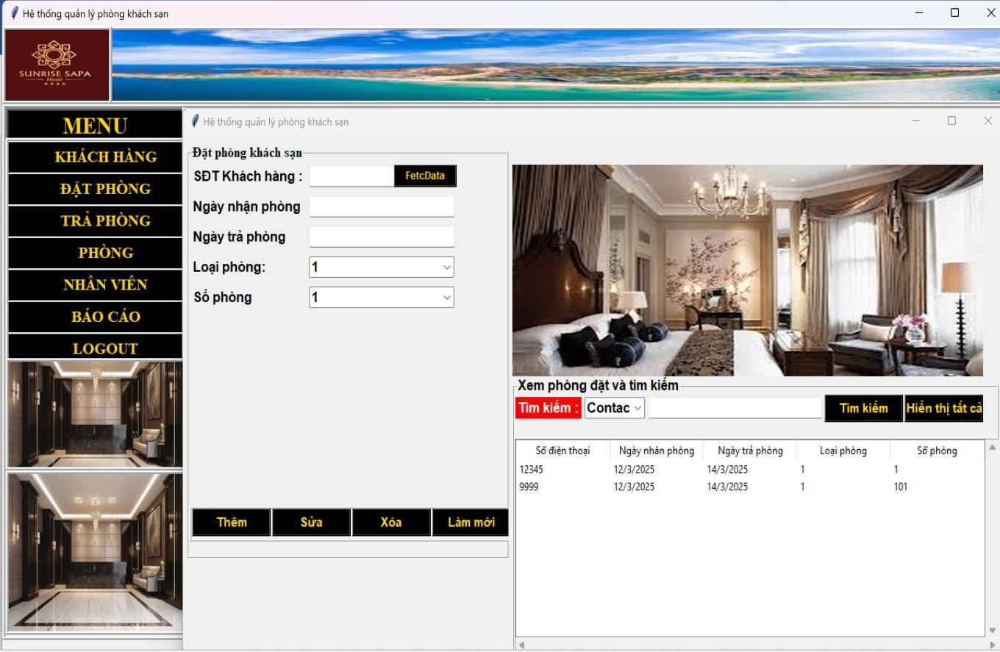 Hệ thống quản lý phòng khách sạn
SUNRISE SAPA
Hotel
MENU
KHÁCH HÀNG
ĐẶT PHÒNG
TRẢ PHÒNG
PHÒNG
NHÂN VIÊN
BÁO CÁO
LOGOUT
Hệ thống quản lý phòng khách sạn
Đặt phòng khách sạn
SĐT Khách hàng : FetcData
Ngày nhận phòng
Ngày trả phòng
Loại phòng: 1
Số phòng 1
Thêm Sửa Xóa Làm mới
Xem phòng đặt và tìm kiếm
Tìm kiếm : Contac Tìm kiếm Hiển thị tất cả
Số điện thoại Ngày nhân phòng Ngày trả phòng Loại phòng Số phòng
12345 12/3/2025 14/3/2025 1 1
9999 12/3/2025 14/3/2025 1 101